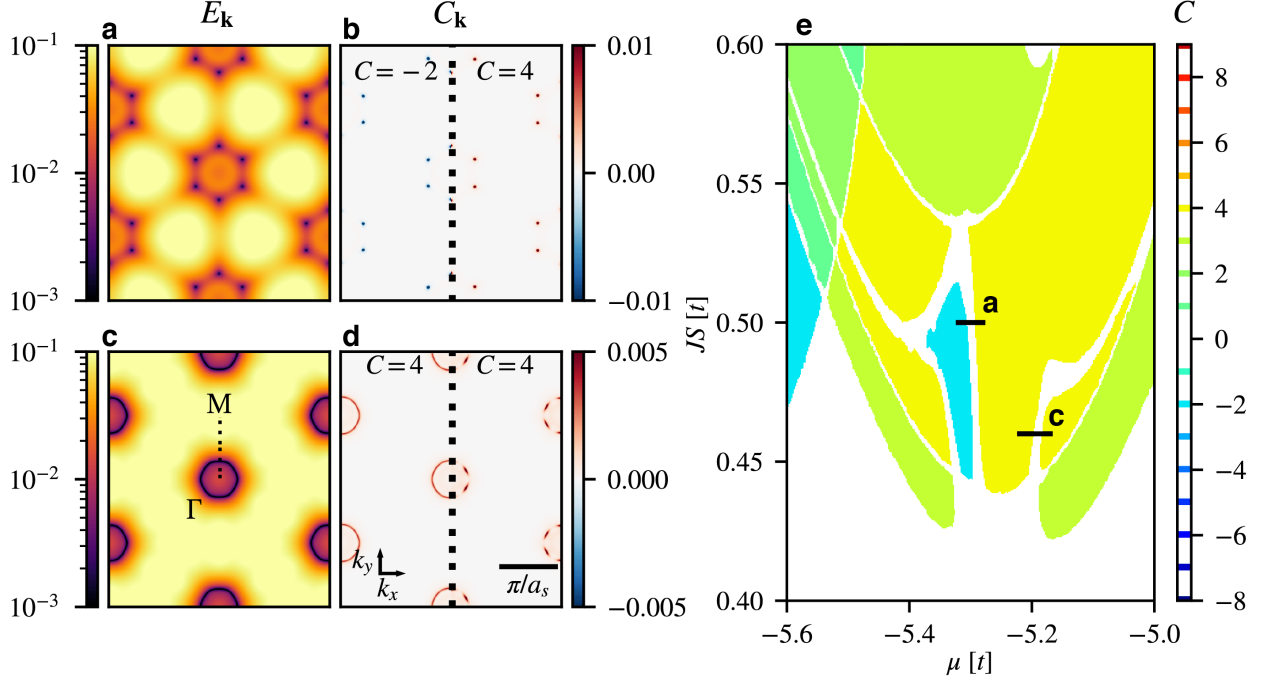 E𝐤
C𝐤
a
b
e
C
10⁻¹
10⁻²
10⁻³
C = − 2
C = 4
0.01
0.00
−0.01
c
d
10⁻¹
10⁻²
10⁻³
M
Γ
C = 4
C = 4
k_y
k_x
π/a_s
0.005
0.000
−0.005
0.60
0.55
0.50
0.45
0.40
JS [t]
a
c
−5.6
−5.4
−5.2
−5.0
μ [t]
8
6
4
2
0
−2
−4
−6
−8